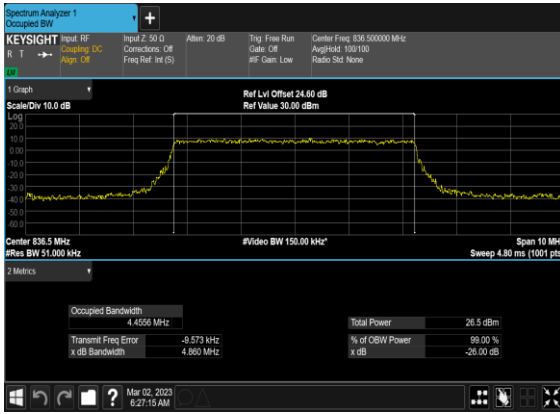 Spectrum Analyzer 1
Occupied BW
+
KEYSIGHT
R T
LW
Input: RF
Coupling: DC
Align: Off
Input Z: 50 Ω
Corrections: Off
Freq Ref: Int (S)
Atten: 20 dB
Trig: Free Run
Gate: Off
#IF Gain: Low
Center Freq: 836.500000 MHz
Avg|Hold: 100/100
Radio Std: None
1 Graph
Scale/Div 10.0 dB
Ref Lvl Offset 24.60 dB
Ref Value 30.00 dBm
Log
20.0
10.0
0.00
-10.0
-20.0
-30.0
-40.0
-50.0
-60.0
Center 836.5 MHz
#Video BW 150.00 kHz*
Span 10 MH
#Res BW 51.000 kHz
Sweep 4.80 ms (1001 pts
2 Metrics
Occupied Bandwidth
4.4556 MHz
Total Power 26.5 dBm
Transmit Freq Error -9.573 kHz
% of OBW Power 99.00 %
x dB Bandwidth 4.860 MHz
x dB -26.00 dB
?
Mar 02, 2023
6:27:15 AM